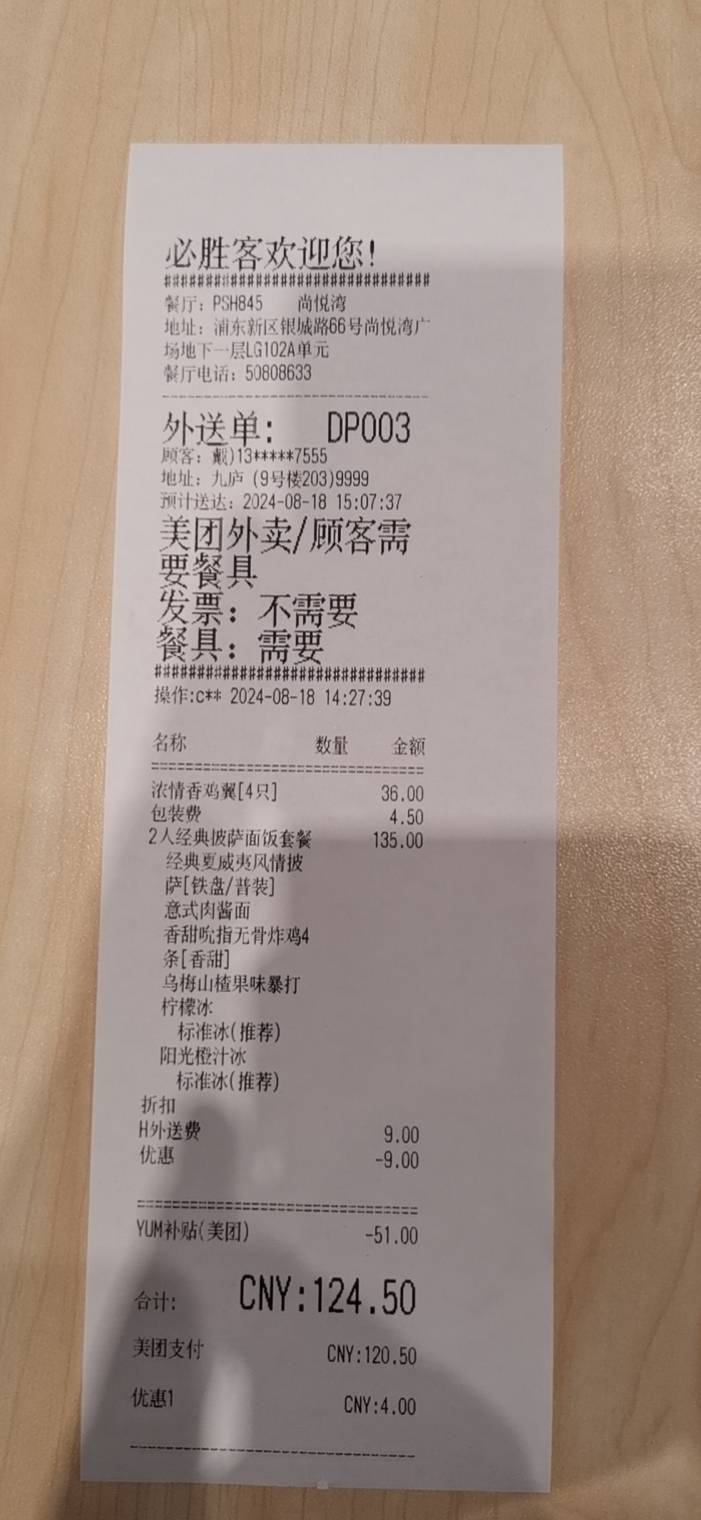 必胜客欢迎您!
################################
餐厅: PSH845 尚悦湾
地址: 浦东新区银城路66号尚悦湾广
场地下一层LG102A单元
餐厅电话: 50808633
--------------------------------
外送单: DP003
顾客: 戴)13*****7555
地址: 九庐 (9号楼203)9999
预计送达: 2024-08-18 15:07:37
美团外卖/顾客需
要餐具
发票: 不需要
餐具: 需要
################################
操作:c** 2024-08-18 14:27:39
名称 数量 金额
================================
浓情香鸡翼[4只] 36.00
包装费 4.50
2人经典披萨面饭套餐 135.00
经典夏威夷风情披
萨[铁盘/普装]
意式肉酱面
香甜吮指无骨炸鸡4
条[香甜]
乌梅山楂果味暴打
柠檬冰
标准冰(推荐)
阳光橙汁冰
标准冰(推荐)
折扣
H外送费 9.00
优惠 -9.00
================================
YUM补贴(美团) -51.00
合计: CNY:124.50
美团支付 CNY:120.50
优惠1 CNY:4.00
--------------------------------